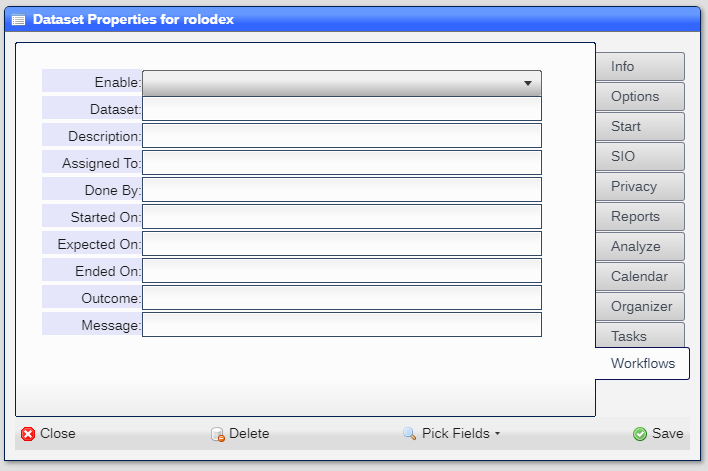 Dataset Properties for rolodex
Enable:
Dataset:
Description:
Assigned To:
Done By:
Started On:
Expected On:
Ended On:
Outcome:
Message:
Info
Options
Start
SIO
Privacy
Reports
Analyze
Calendar
Organizer
Tasks
Workflows
Close Delete Pick Fields Save